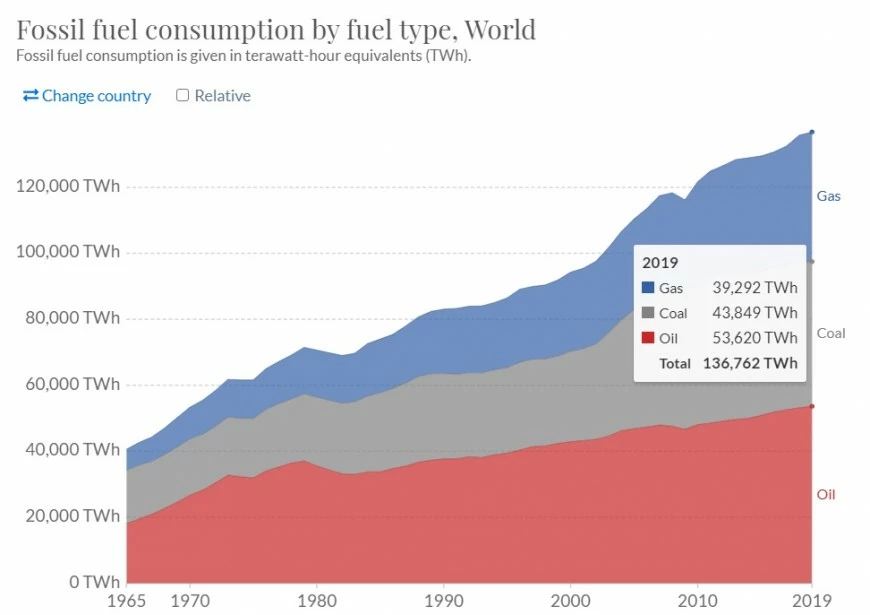 Fossil fuel consumption by fuel type, World
Fossil fuel consumption is given in terawatt-hour equivalents (TWh).
Change country Relative
120,000 TWh
100,000 TWh
80,000 TWh
60,000 TWh
40,000 TWh
20,000 TWh
0 TWh
Gas
Coal
Oil
2019
Gas 39,292 TWh
Coal 43,849 TWh
Oil 53,620 TWh
Total 136,762 TWh
1965 1970 1980 1990 2000 2010 2019